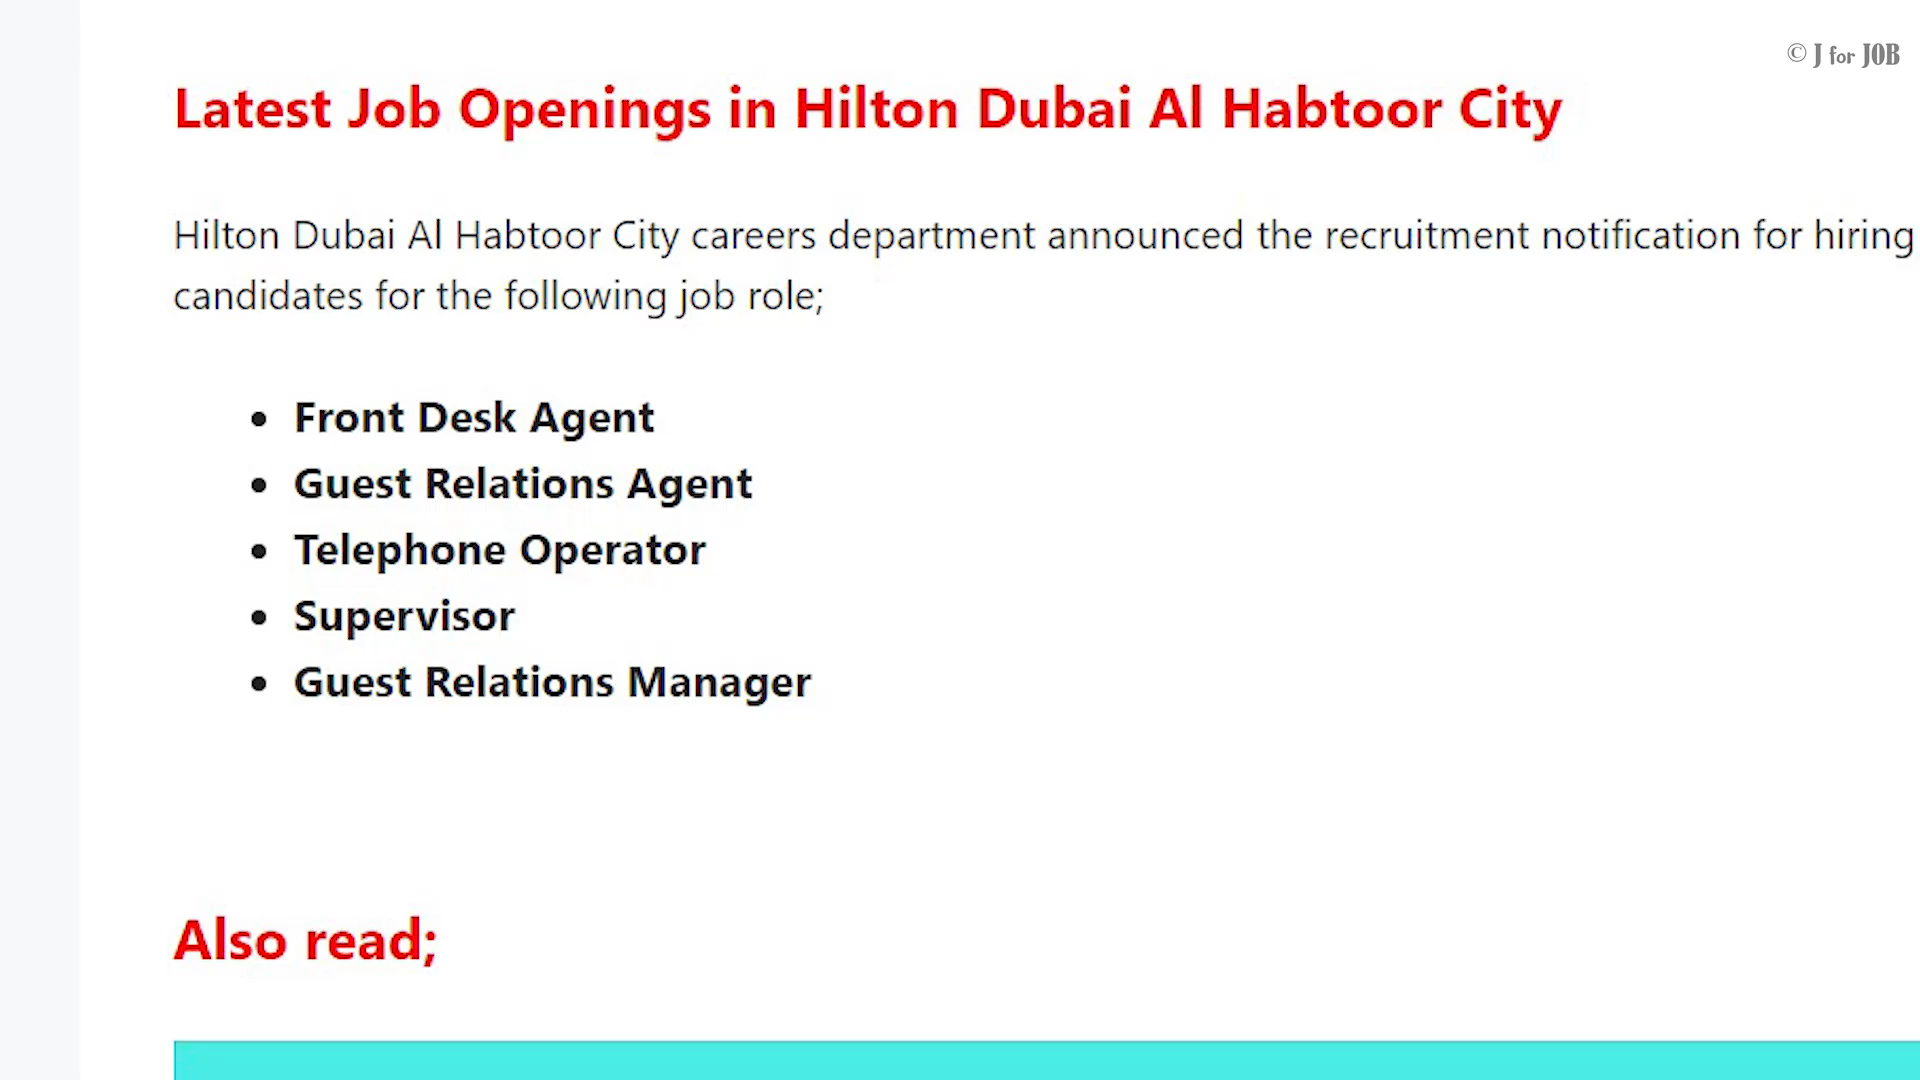 © J for JOB
Latest Job Openings in Hilton Dubai Al Habtoor City
Hilton Dubai Al Habtoor City careers department announced the recruitment notification for hiring
candidates for the following job role;
• Front Desk Agent
• Guest Relations Agent
• Telephone Operator
• Supervisor
• Guest Relations Manager
Also read;